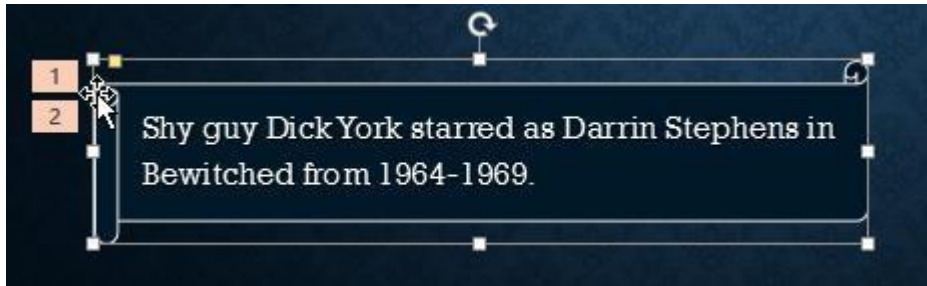 1
2
Shy guy Dick York starred as Darrin Stephens in
Bewitched from 1964-1969.